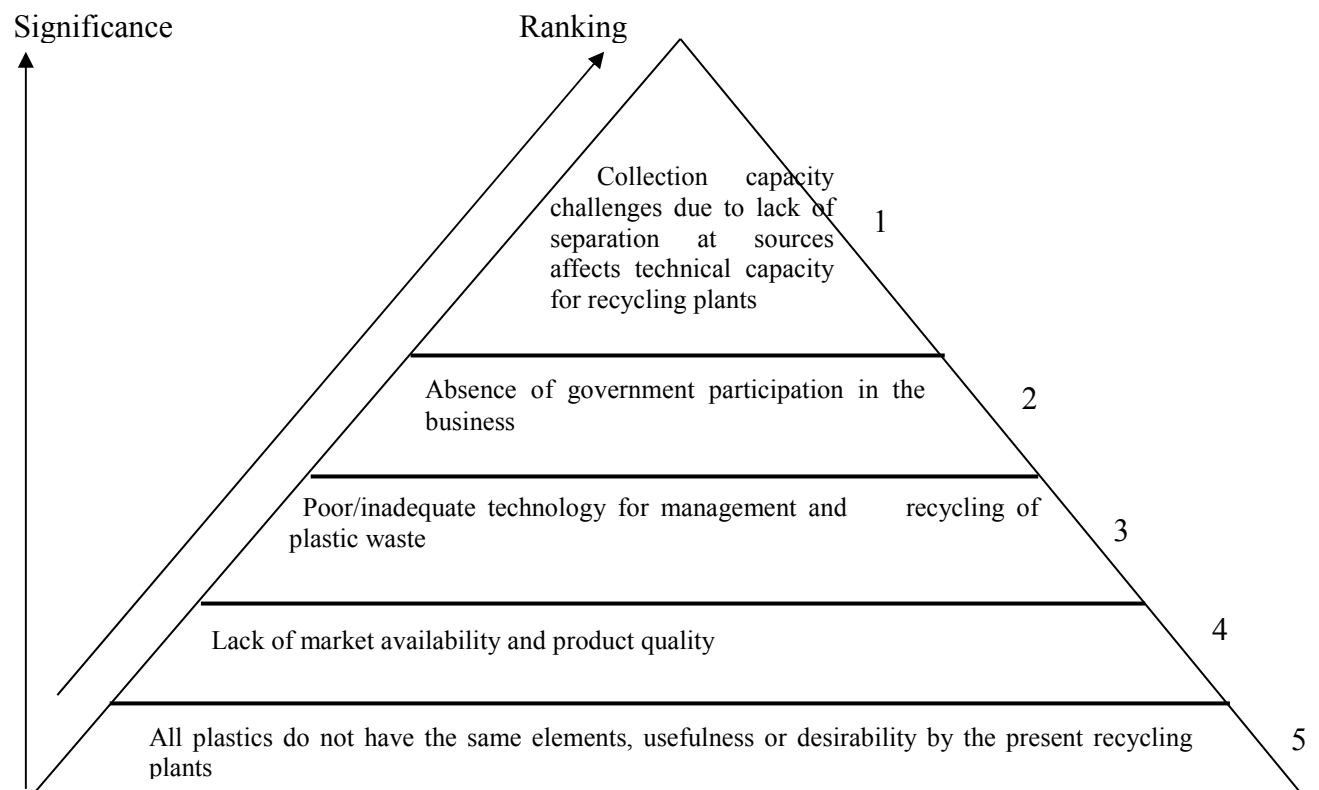 Significance
Ranking
Collection capacity
challenges due to lack of
separation at sources
affects technical capacity
for recycling plants
1
Absence of government participation in the
business
2
Poor/inadequate technology for management and recycling of
plastic waste
3
Lack of market availability and product quality
4
All plastics do not have the same elements, usefulness or desirability by the present recycling
plants
5